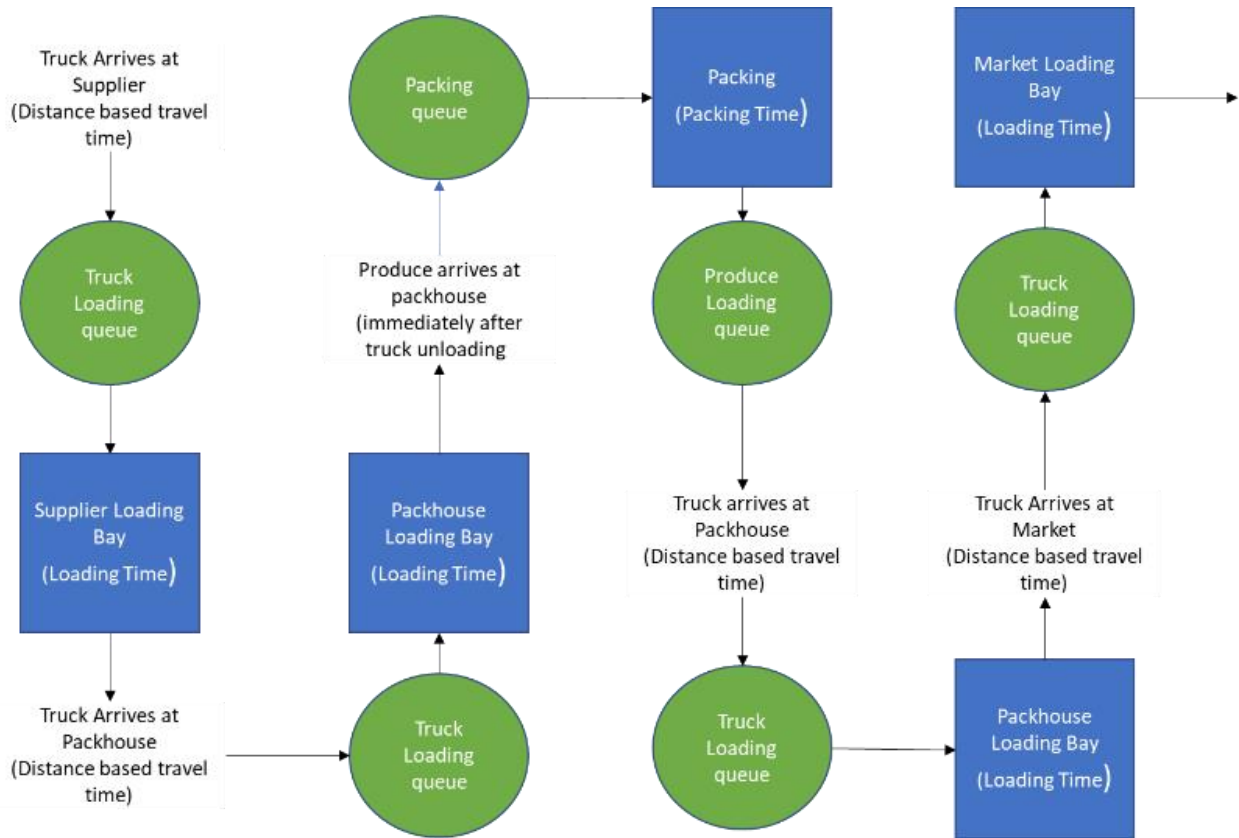 Truck Arrives at
Supplier
(Distance based travel
time)
Truck
Loading
queue
Supplier Loading
Bay
(Loading Time)
Truck Arrives at
Packhouse
(Distance based travel
time)
Truck
Loading
queue
Packhouse
Loading Bay
(Loading Time)
Produce arrives at
packhouse
(immediately after
truck unloading
Packing
queue
Packing
(Packing Time)
Produce
Loading
queue
Truck arrives at
Packhouse
(Distance based travel
time)
Truck
Loading
queue
Packhouse
Loading Bay
(Loading Time)
Truck Arrives at
Market
(Distance based travel
time)
Truck
Loading
queue
Market Loading
Bay
(Loading Time)